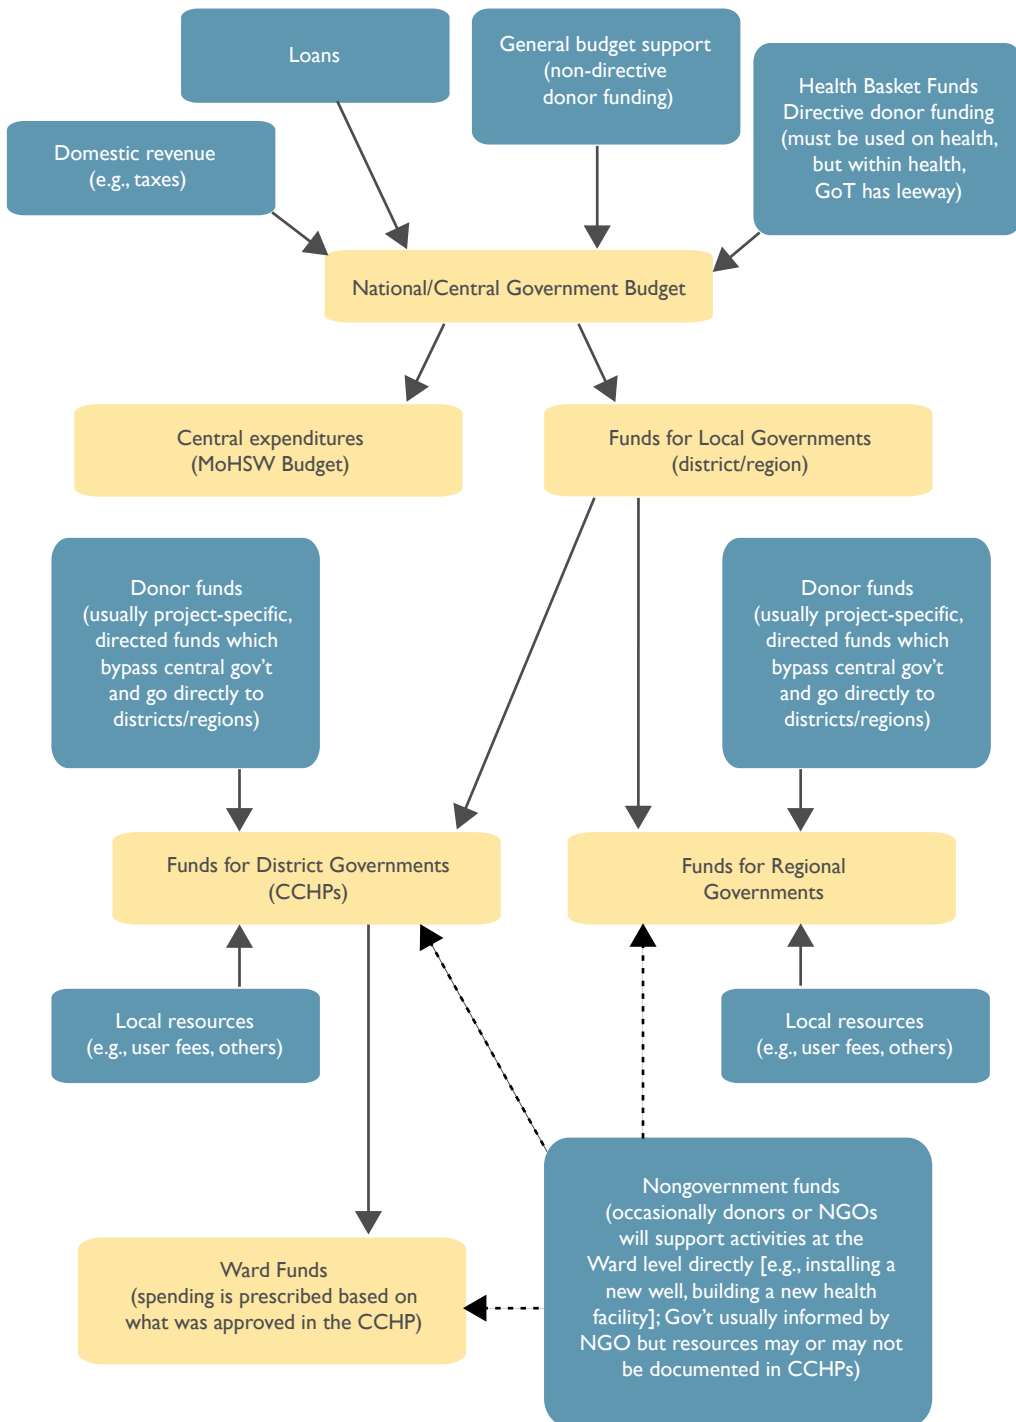 Loans
General budget support
(non-directive
donor funding)
Health Basket Funds
Directive donor funding
(must be used on health,
but within health,
GoT has leeway)
Domestic revenue
(e.g., taxes)
National/Central Government Budget
Central expenditures
(MoHSW Budget)
Funds for Local Governments
(district/region)
Donor funds
(usually project-specific,
directed funds which
bypass central gov't
and go directly to
districts/regions)
Donor funds
(usually project-specific,
directed funds which
bypass central gov't
and go directly to
districts/regions)
Funds for District Governments
(CCHPs)
Funds for Regional
Governments
Local resources
(e.g., user fees, others)
Local resources
(e.g., user fees, others)
Nongovernment funds
(occasionally donors or NGOs
will support activities at the
Ward level directly [e.g., installing a
new well, building a new health
facility]; Gov't usually informed by
NGO but resources may or may not
be documented in CCHPs)
Ward Funds
(spending is prescribed based on
what was approved in the CCHP)